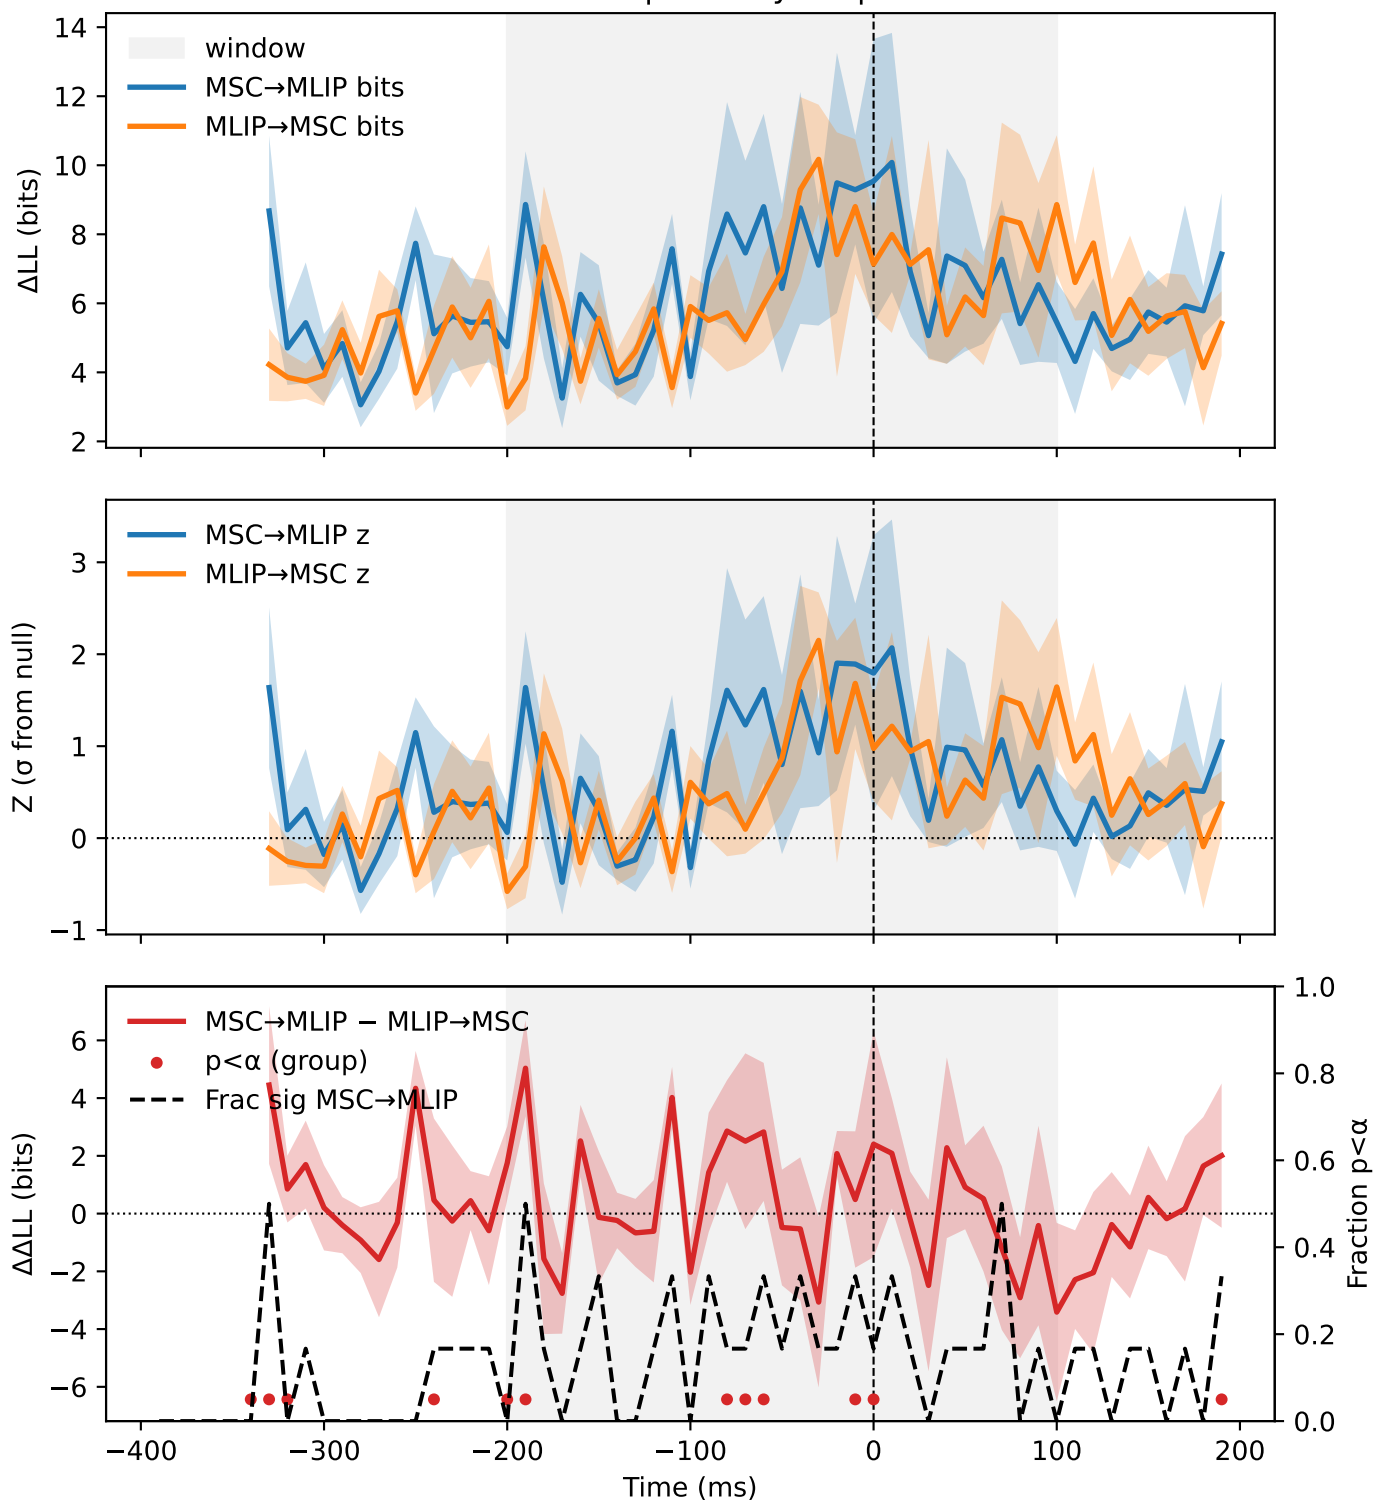 14
12
10
8
6
4
2
ΔLL (bits)
window
MSC→MLIP bits
MLIP→MSC bits
3
2
1
0
−1
Z (σ from null)
MSC→MLIP z
MLIP→MSC z
6
4
2
0
−2
−4
−6
ΔΔLL (bits)
MSC→MLIP − MLIP→MSC
p<α (group)
Frac sig MSC→MLIP
1.0
0.8
0.6
0.4
0.2
0.0
Fraction p<α
−400
−300
−200
−100
0
100
200
Time (ms)